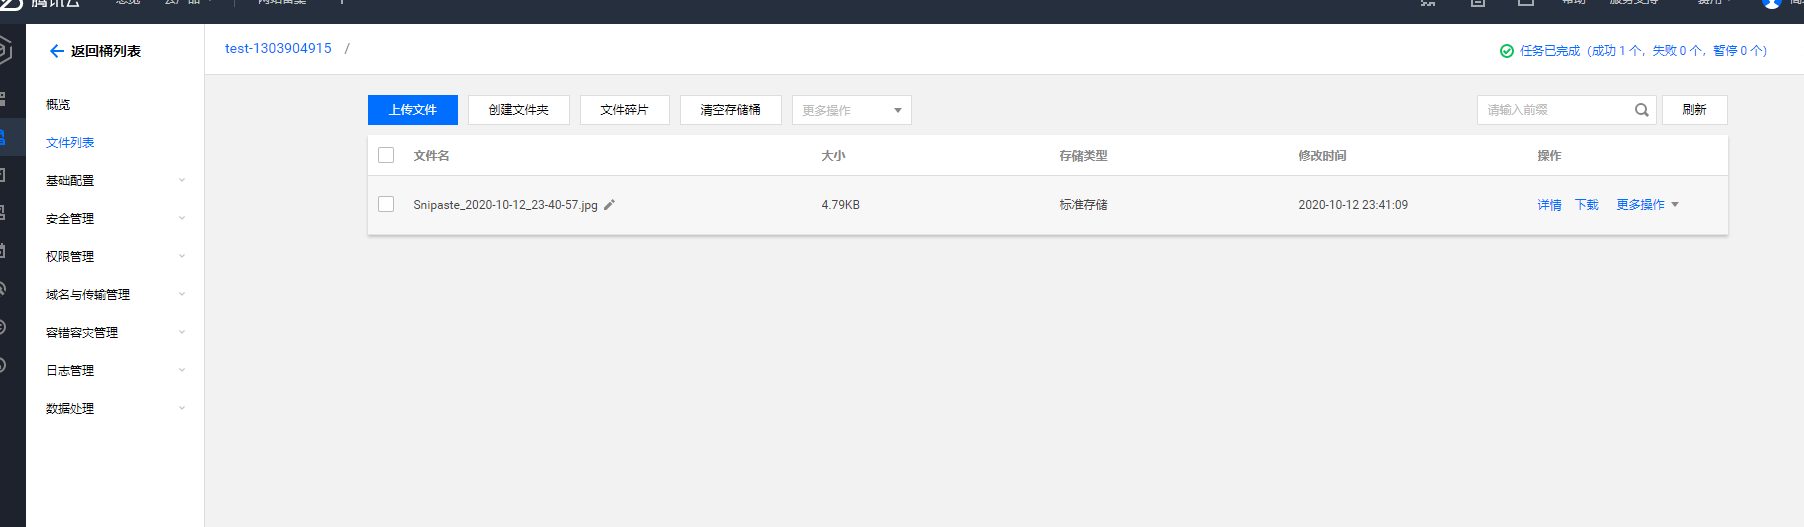 返回桶列表
test-1303904915 /
任务已完成（成功 1 个，失败 0 个，暂停 0 个）
概览
文件列表
基础配置
安全管理
权限管理
域名与传输管理
容错容灾管理
日志管理
数据处理
上传文件 创建文件夹 文件碎片 清空存储桶 更多操作 请输入前缀 刷新
文件名 大小 存储类型 修改时间 操作
Snipaste_2020-10-12_23-40-57.jpg 4.79KB 标准存储 2020-10-12 23:41:09 详情 下载 更多操作